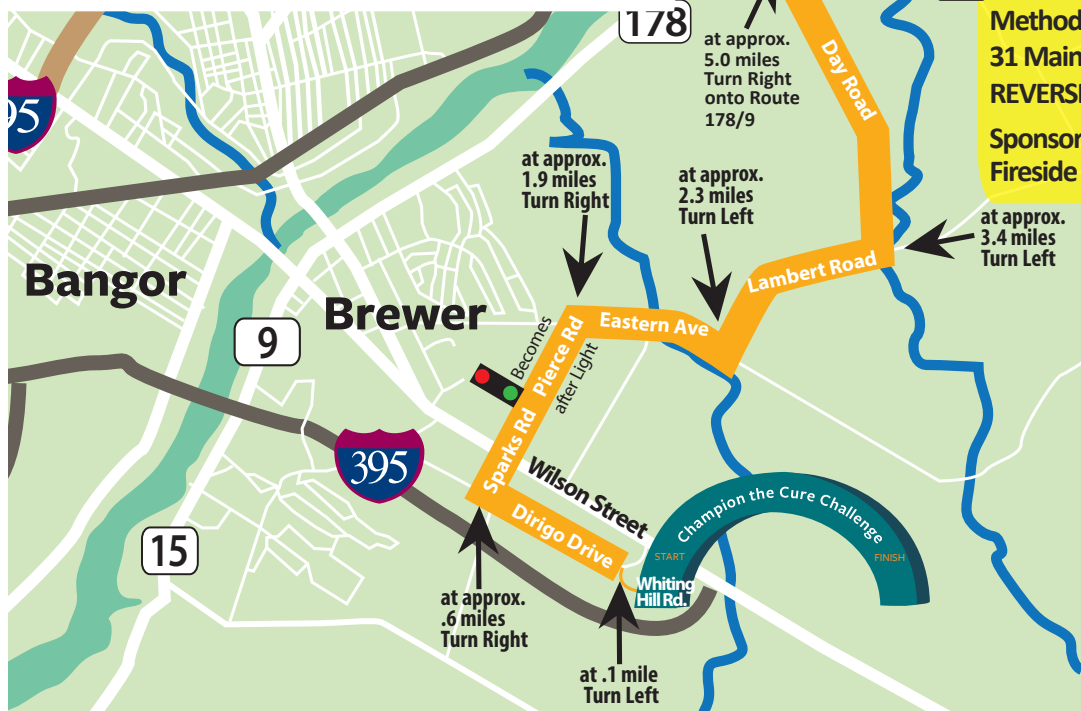 178
at approx.
5.0 miles
Turn Right
onto Route
178/9
Day Road
Method
31 Main
REVERS
Sponsor
Fireside
95
at approx.
1.9 miles
Turn Right
at approx.
2.3 miles
Turn Left
at approx.
3.4 miles
Turn Left
Lambert Road
Bangor
Brewer
9
Eastern Ave
Pierce Rd
Becomes
after Light
Sparks Rd
395
Wilson Street
Dirigo Drive
Champion the Cure Challenge
START
FINISH
Whiting
Hill Rd.
15
at approx.
.6 miles
Turn Right
at .1 mile
Turn Left